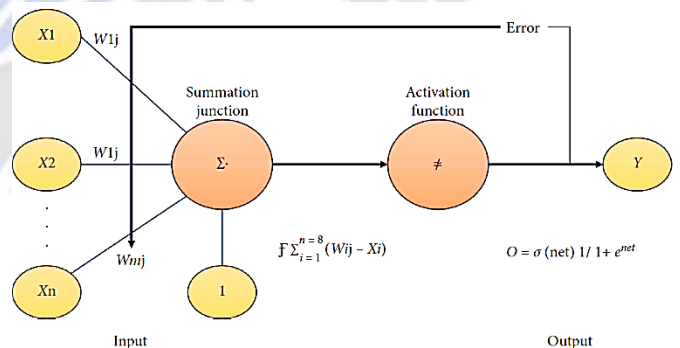 X1
W1j
Error
Summation
junction
Activation
function
X2
W1j
Σ·
≠
Y
.
.
.
.
Wmj
Ƒ Σ^{n = 8}_{i = 1} (Wij – Xi)
O = σ (net) 1/ 1+ e^{net}
Xn
1
Input
Output